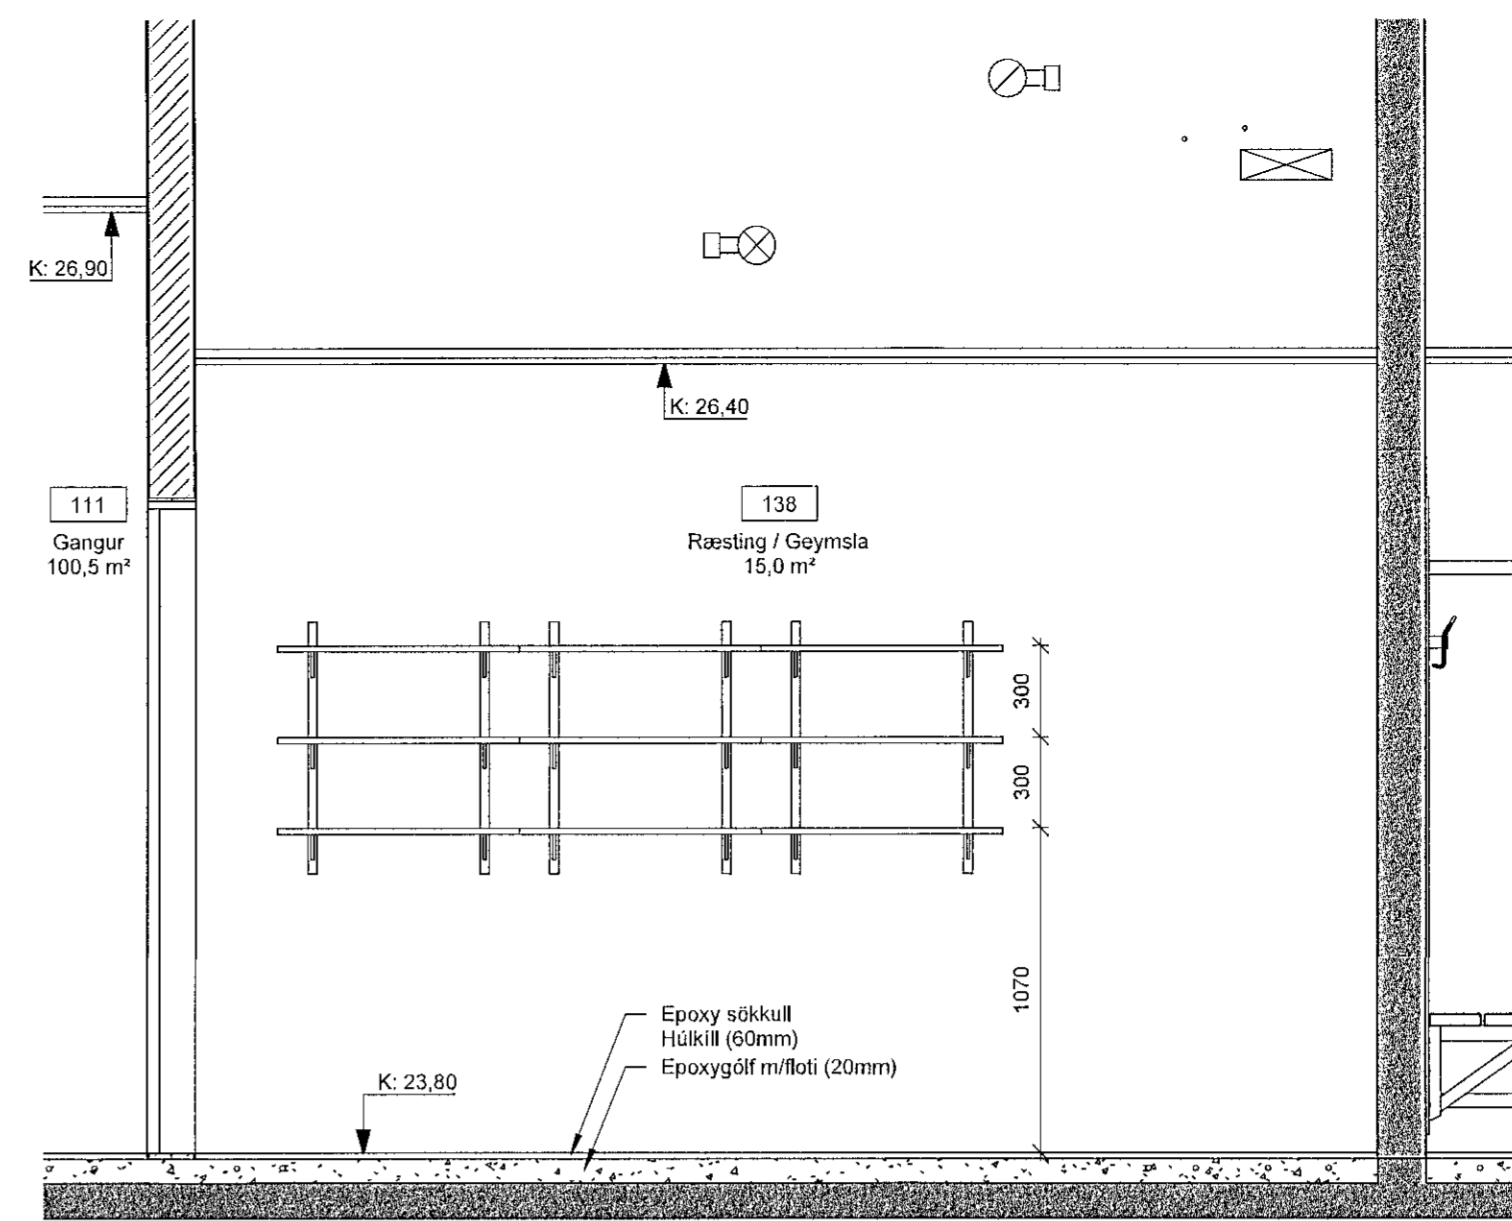 K: 26,90
K: 26,40
111
Gangur
100,5 m²
138
Ræsting / Geymsla
15,0 m²
300
300
1070
Epoxy sökkull
Húlkíll (60mm)
Epoxygólf m/floti (20mm)
K: 23,80